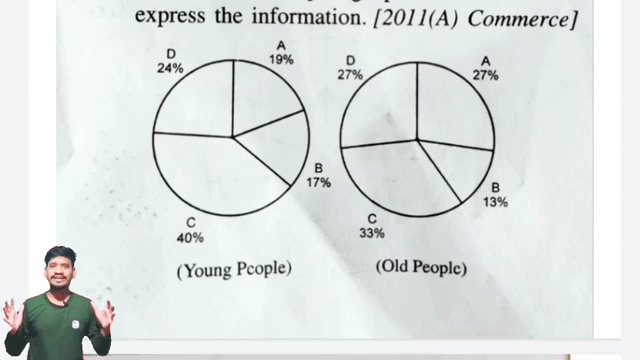 express the information. [2011(A) Commerce]
D
24%
A
19%
B
17%
C
40%
(Young People)
D
27%
A
27%
B
13%
C
33%
(Old People)